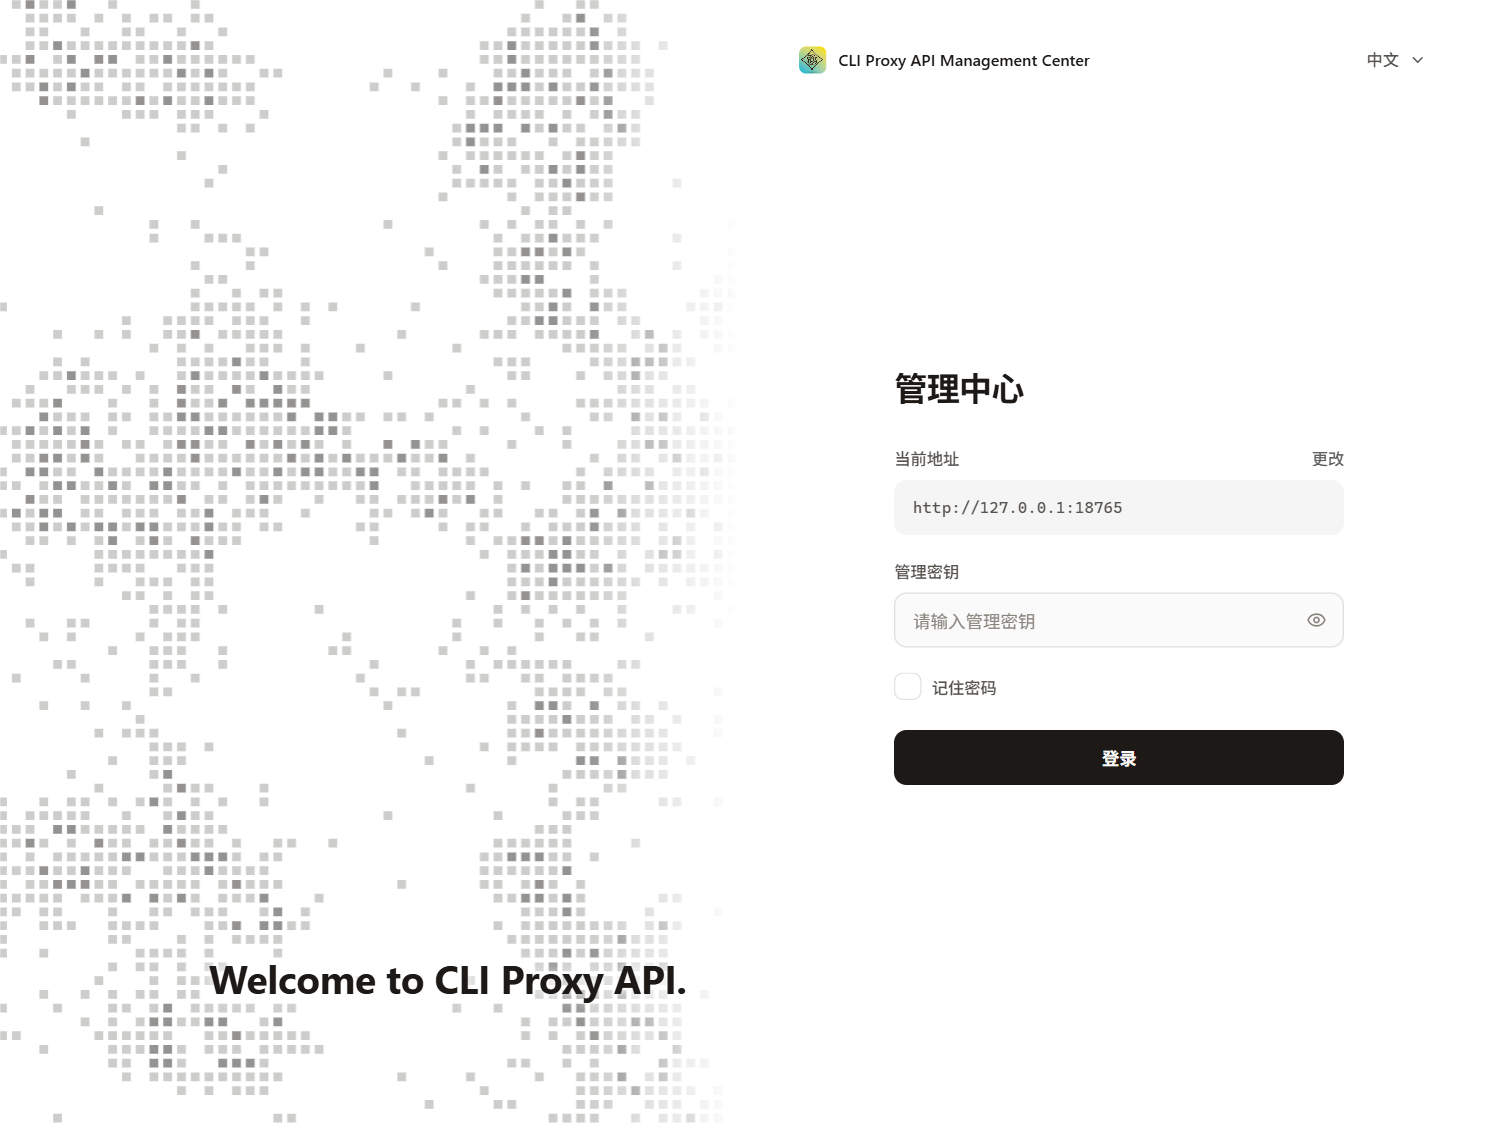 CLI Proxy API Management Center
中文
管理中心
当前地址
更改
http://127.0.0.1:18765
管理密钥
请输入管理密钥
记住密码
登录
Welcome to CLI Proxy API.